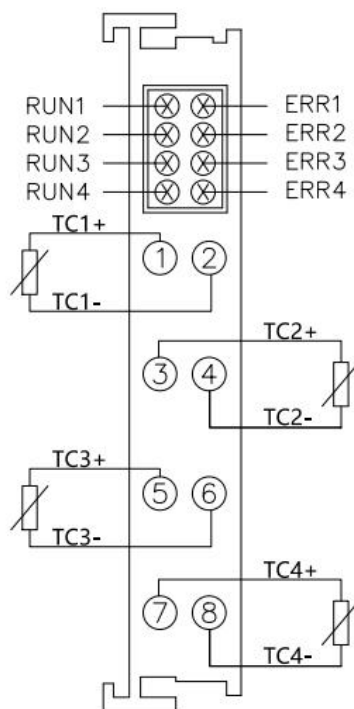 RUN1 ERR1
RUN2 ERR2
RUN3 ERR3
RUN4 ERR4
TC1+
1 2
TC1-
TC2+
3 4
TC2-
TC3+
5 6
TC3-
TC4+
7 8
TC4-